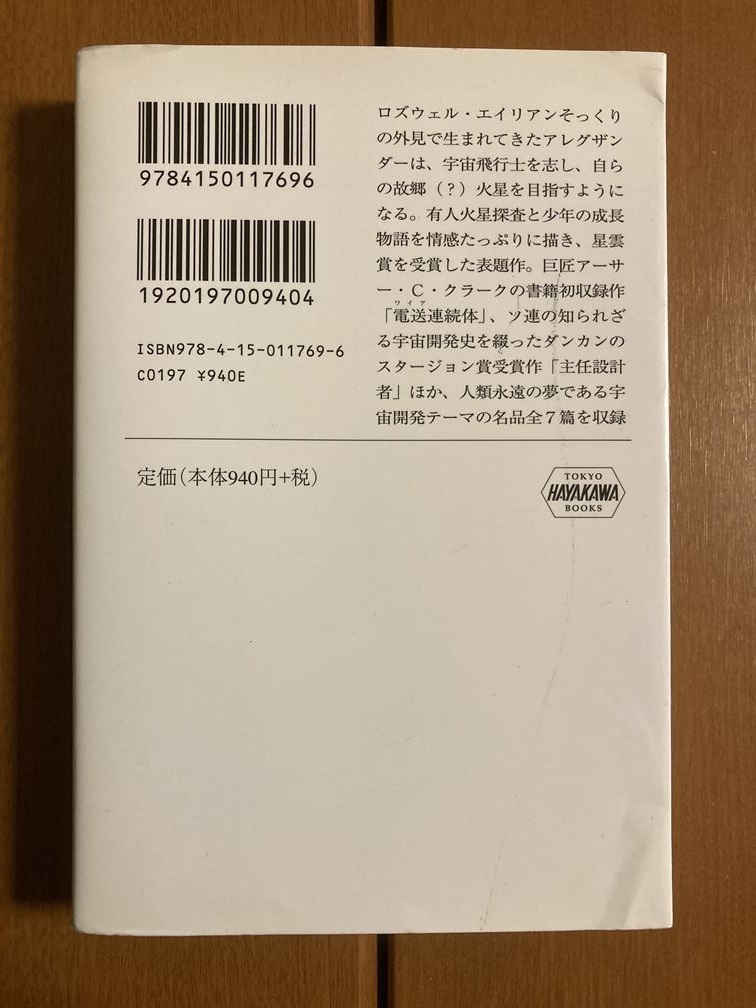 9784150117696
1920197009404
ISBN978-4-15-011769-6
C0197 ¥940E
ロズウェル・エイリアンそっくり
の外見で生まれてきたアレグザン
ダーは、宇宙飛行士を志し、自ら
の故郷（？）火星を目指すように
なる。有人火星探査と少年の成長
物語を情感たっぷりに描き、星雲
賞を受賞した表題作。巨匠アーサ
ー・C・クラークの書籍初収録作
ワイア
「電送連続体」、ソ連の知られざ
る宇宙開発史を綴ったダンカンの
スタージョン賞受賞作「主任設計
者」ほか、人類永遠の夢である宇
宙開発テーマの名品全７篇を収録
定価（本体940円+税）
TOKYO
HAYAKAWA
BOOKS